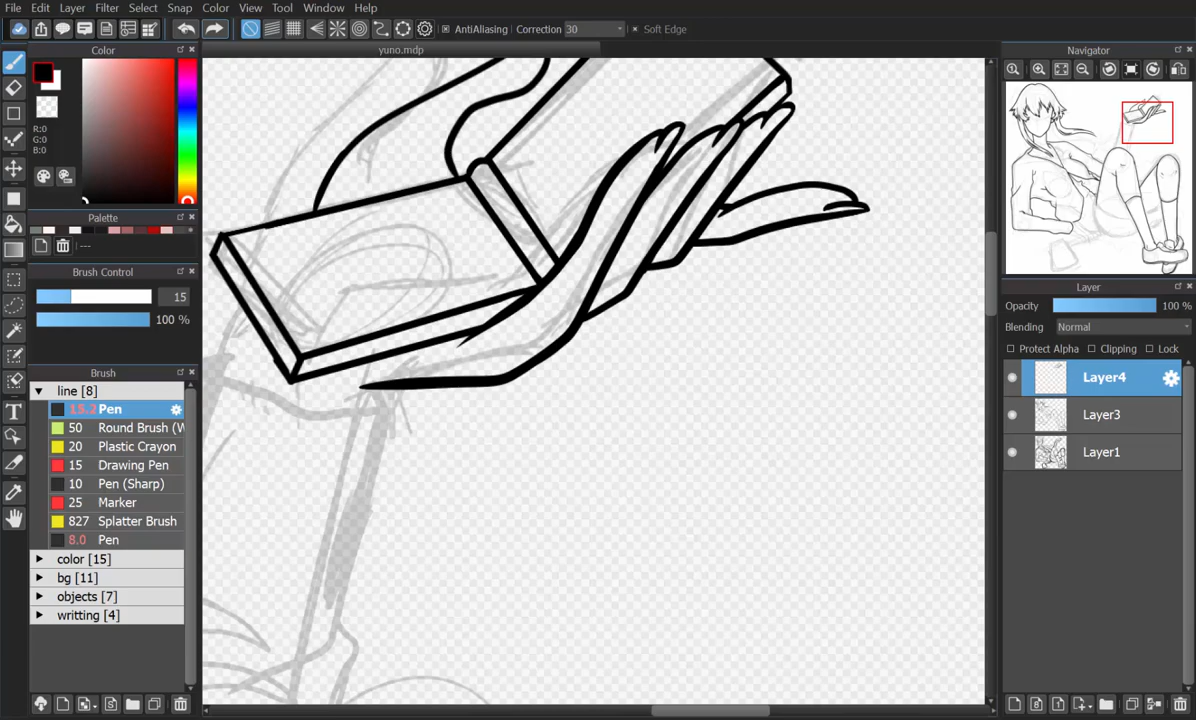 File Edit Layer Filter Select Snap Color View Tool Window Help
AntiAliasing Correction 30 Soft Edge
Color yuno.mdp Navigator
R:0
G:0
B:0
Palette
---
Brush Control
15
100 %
Brush
line [8]
15.2 Pen
50 Round Brush (W
20 Plastic Crayon
15 Drawing Pen
10 Pen (Sharp)
25 Marker
827 Splatter Brush
8.0 Pen
color [15]
bg [11]
objects [7]
writting [4]
T
Layer
Opacity 100 %
Blending Normal
Protect Alpha Clipping Lock
Layer4
Layer3
Layer1